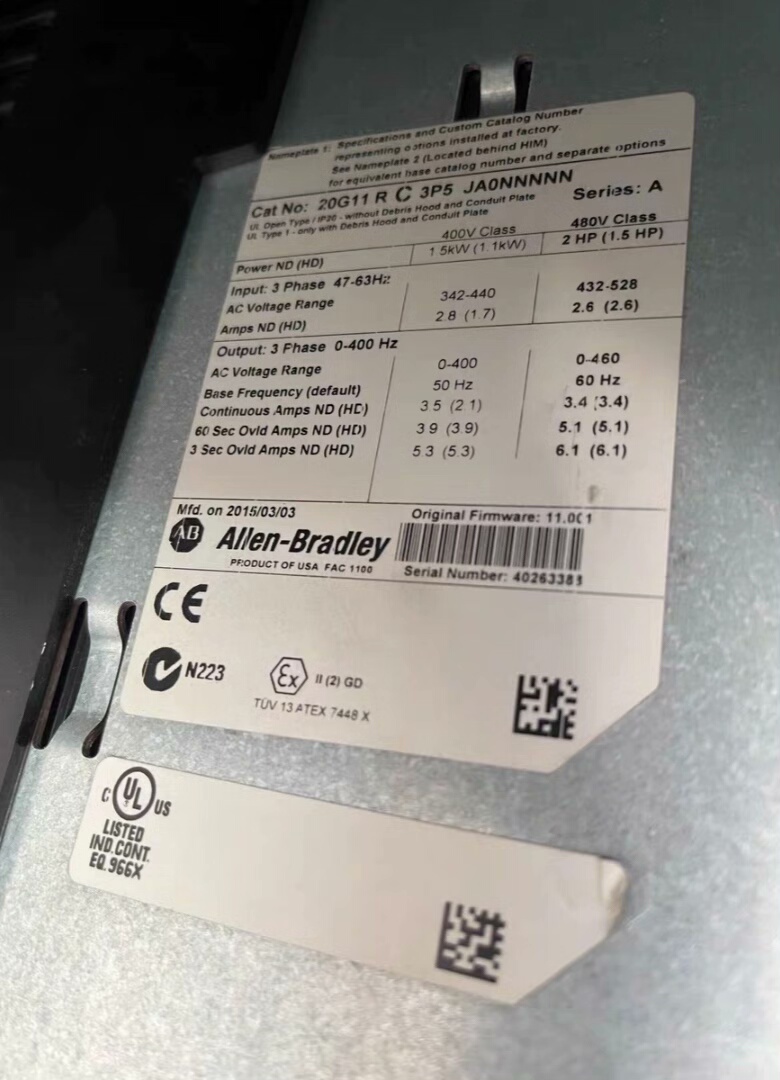 Nameplate 1: Specifications and Custom Catalog Number
representing options installed at factory.
See Nameplate 2 (Located behind HIM)
for equivalent base catalog number and separate options
Cat No: 20G11 R C 3P5 JA0NNNNN Series: A
UL Open Type / IP20 - without Debris Hood and Conduit Plate
UL Type 1 - only with Debris Hood and Conduit Plate
400V Class 480V Class
Power ND (HD) 1 5kW (1.1kW) 2 HP (1.5 HP)
Input: 3 Phase 47-63Hz
AC Voltage Range 342-440 432-528
Amps ND (HD) 2.8 (1.7) 2.6 (2.6)
Output: 3 Phase 0-400 Hz
AC Voltage Range 0-400 0-460
Base Frequency (default) 50 Hz 60 Hz
Continuous Amps ND (HD) 3 5 (2 1) 3.4 (3.4)
60 Sec Ovld Amps ND (HD) 3 9 (3.9) 5.1 (5.1)
3 Sec Ovld Amps ND (HD) 5.3 (5.3) 6.1 (6.1)
Mfd. on 2015/03/03 Original Firmware: 11.001
AB Allen-Bradley
PRODUCT OF USA FAC 1100 Serial Number:
CE
N223 Ex II (2) GD
TÜV 13 ATEX 7448 X
C UL US
LISTED
IND.CONT.
EQ.966X